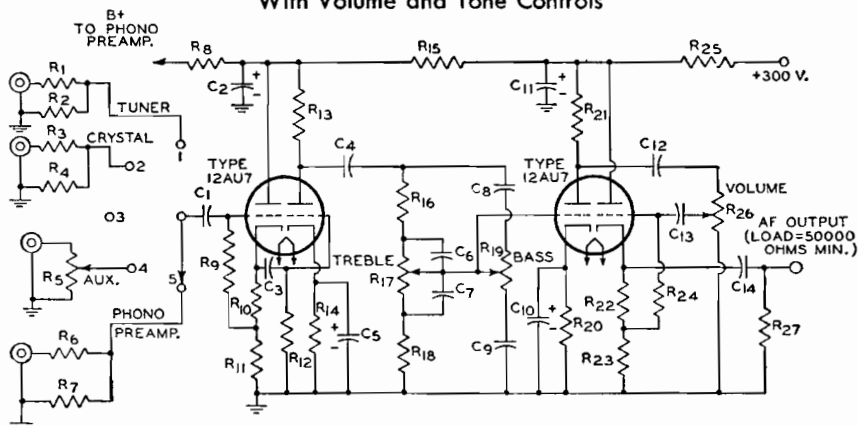 With Volume and Tone Controls
B+
TO PHONO
PREAMP.
R8
R15
R25
+300 V.
C2
+
-
C11
+
-
R1
R2
TUNER
1
R13
R21
R3
CRYSTAL
R4
2
TYPE
12AU7
C4
TYPE
12AU7
C12
C1
R16
C8
VOLUME
R26
3
C13
AF OUTPUT
(LOAD=50000
OHMS MIN.)
R5
AUX.
4
5
R9
C3
TREBLE
R17
C6
C7
R19
BASS
C14
PHONO
PREAMP.
R10
R14
C10
+
-
R20
R22
R24
R6
R7
R11
R12
+
-
C5
R18
C9
R23
R27